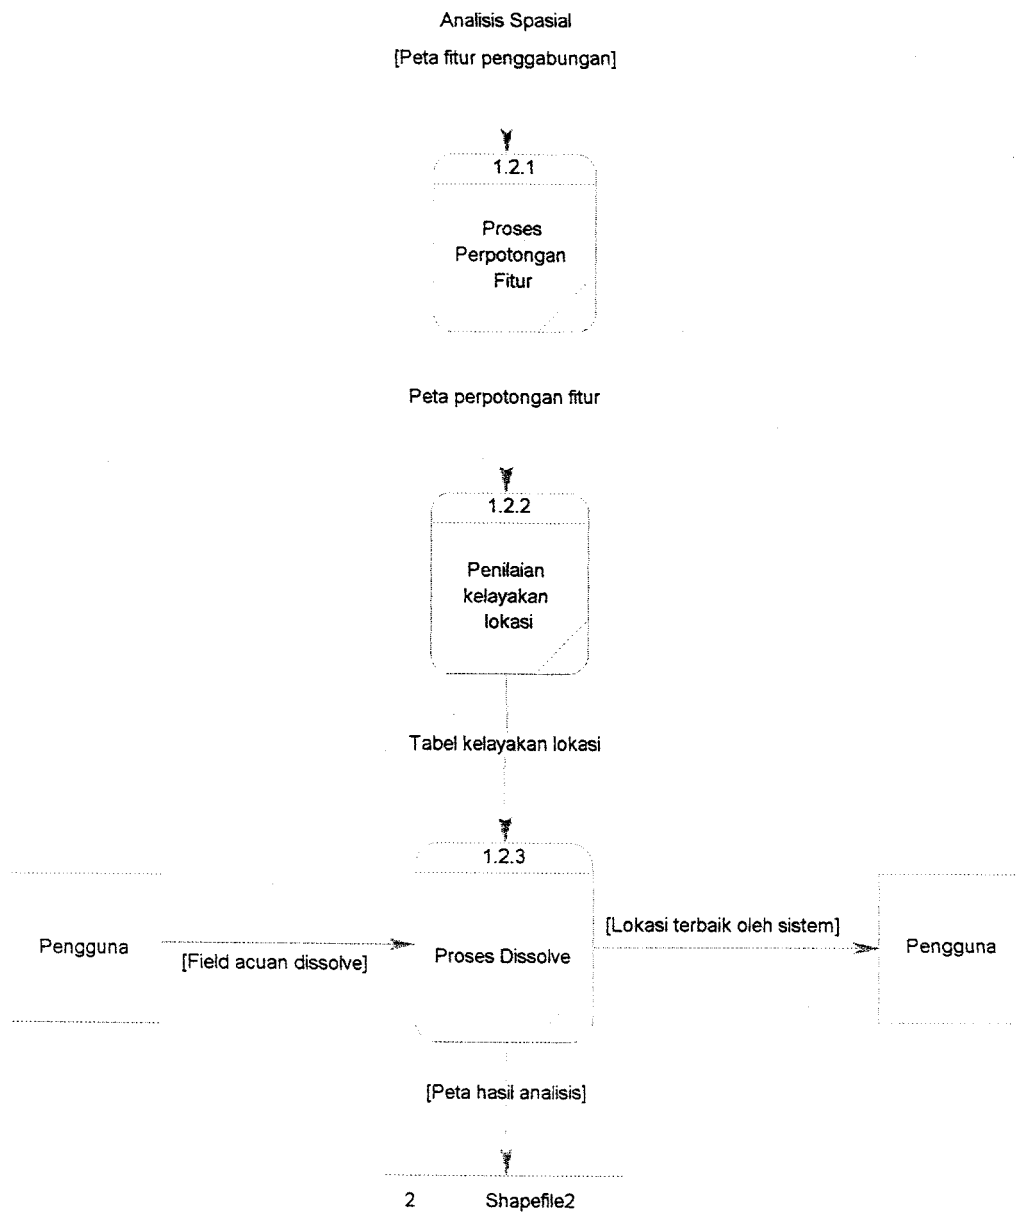 Analisis Spasial
[Peta fitur penggabungan]
1.2.1
Proses
Perpotongan
Fitur
Peta perpotongan fitur
1.2.2
Penilaian
kelayakan
lokasi
Tabel kelayakan lokasi
1.2.3
Pengguna
[Field acuan dissolve]
Proses Dissolve
[Lokasi terbaik oleh sistem]
Pengguna
[Peta hasil analisis]
2 Shapefile2